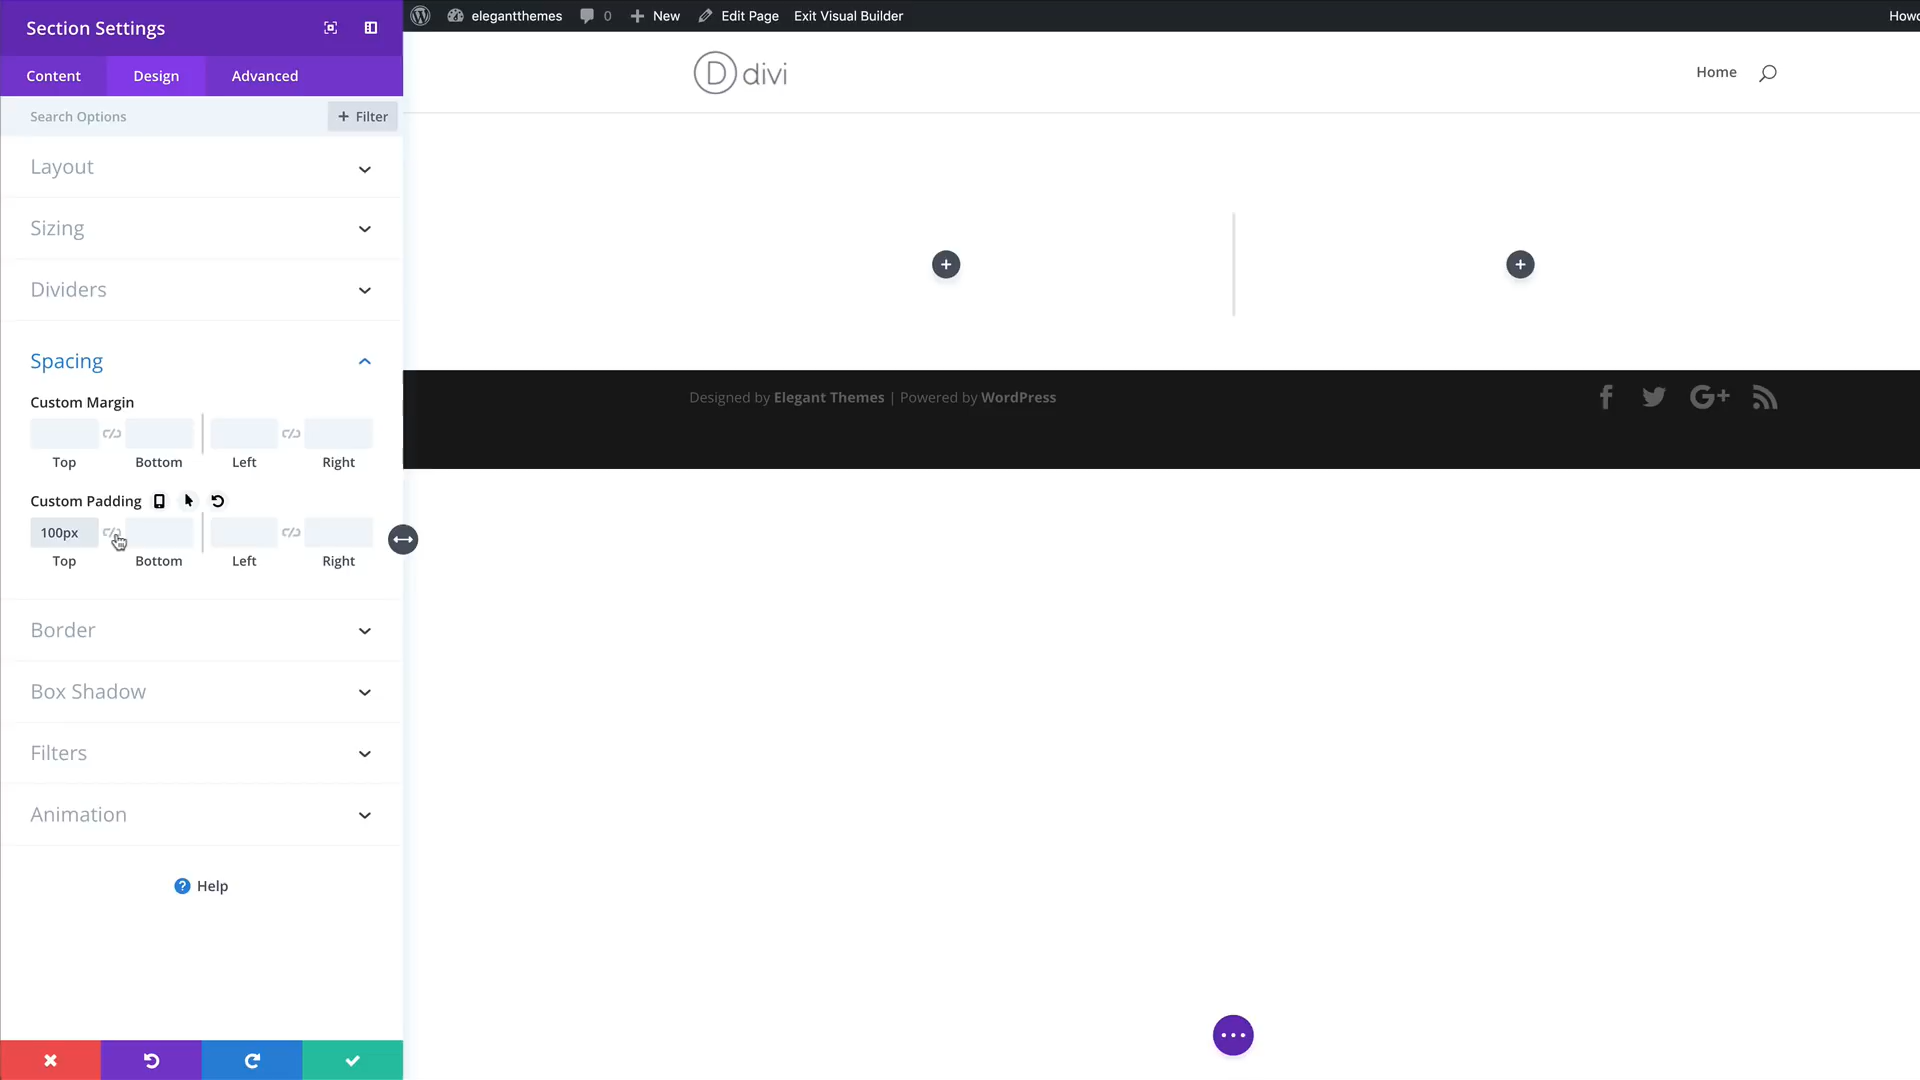 Section Settings
Content Design Advanced
Search Options + Filter
Layout
Sizing
Dividers
Spacing
Custom Margin
Top Bottom Left Right
Custom Padding
100px
Top Bottom Left Right
Border
Box Shadow
Filters
Animation
? Help
elegantthemes 0 + New Edit Page Exit Visual Builder Howd
D divi
Home
Designed by Elegant Themes | Powered by WordPress
f G+